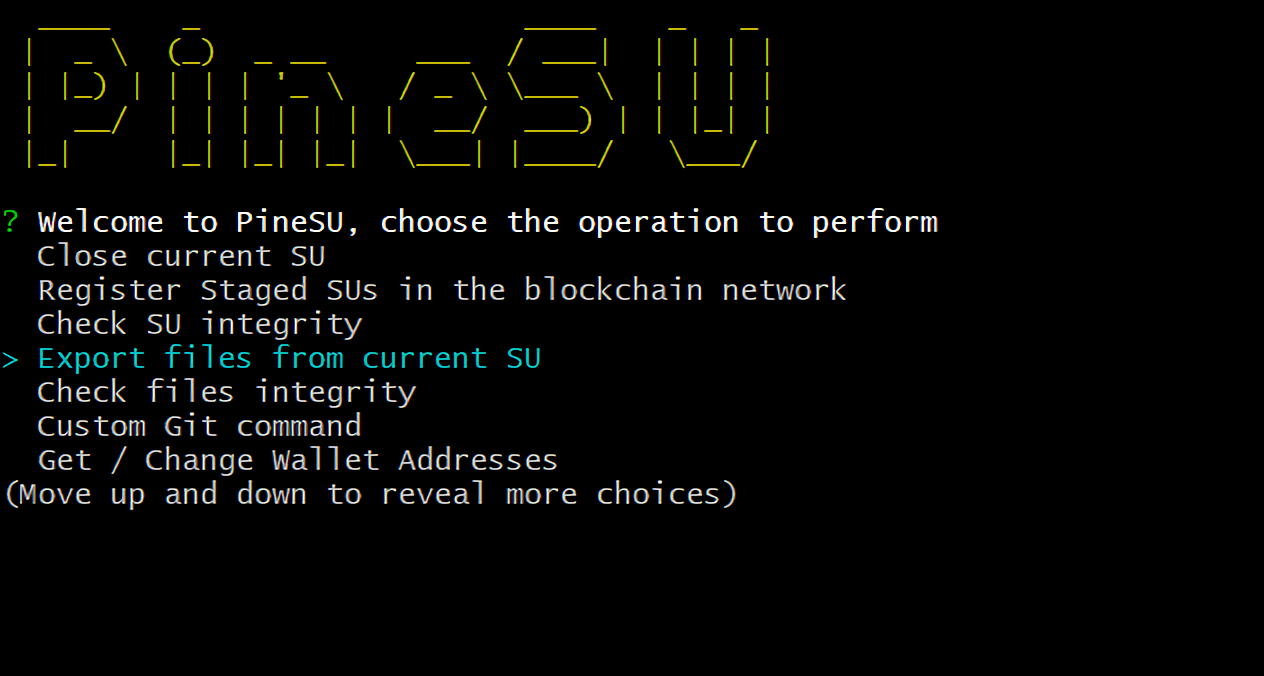 PineSU
? Welcome to PineSU, choose the operation to perform
Close current SU
Register Staged SUs in the blockchain network
Check SU integrity
> Export files from current SU
Check files integrity
Custom Git command
Get / Change Wallet Addresses
(Move up and down to reveal more choices)